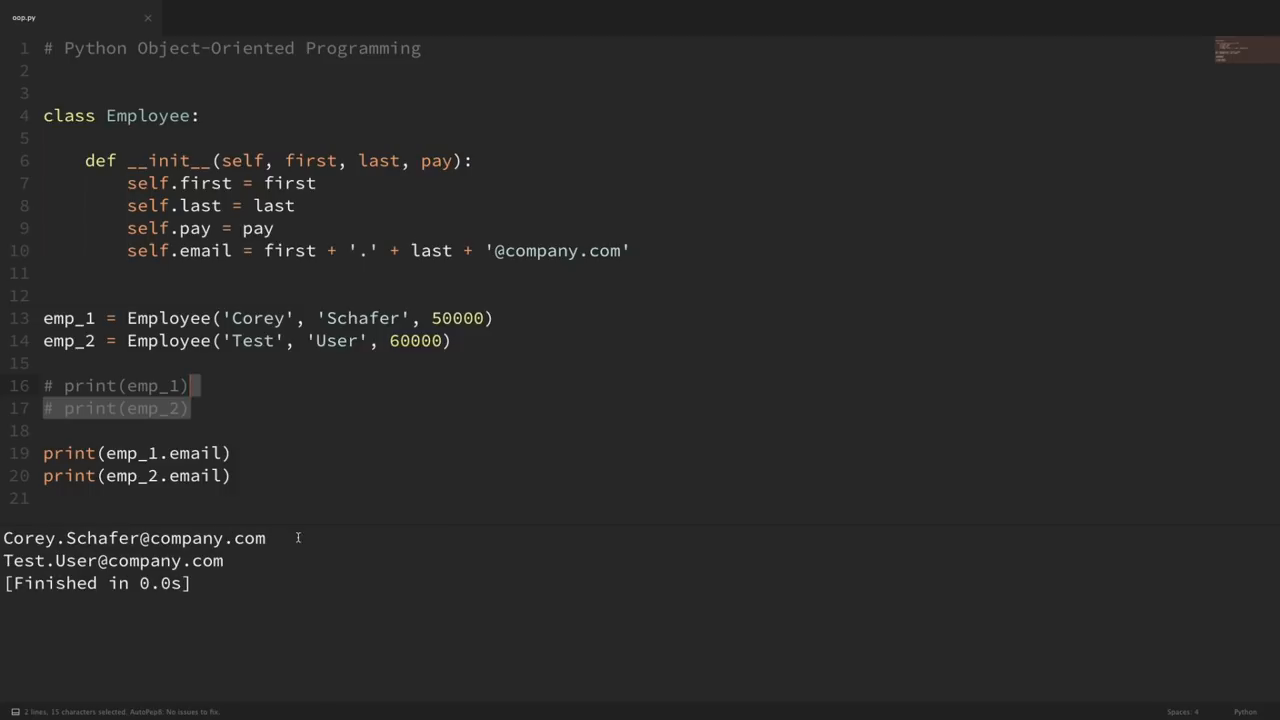 oop.py ×
1 # Python Object-Oriented Programming
2
3
4 class Employee:
5
6     def __init__(self, first, last, pay):
7         self.first = first
8         self.last = last
9         self.pay = pay
10         self.email = first + '.' + last + '@company.com'
11
12
13 emp_1 = Employee('Corey', 'Schafer', 50000)
14 emp_2 = Employee('Test', 'User', 60000)
15
16 # print(emp_1)
17 # print(emp_2)
18
19 print(emp_1.email)
20 print(emp_2.email)
21
Corey.Schafer@company.com
Test.User@company.com
[Finished in 0.0s]
2 lines, 15 characters selected. AutoPep8: No issues to fix. Spaces: 4 Python